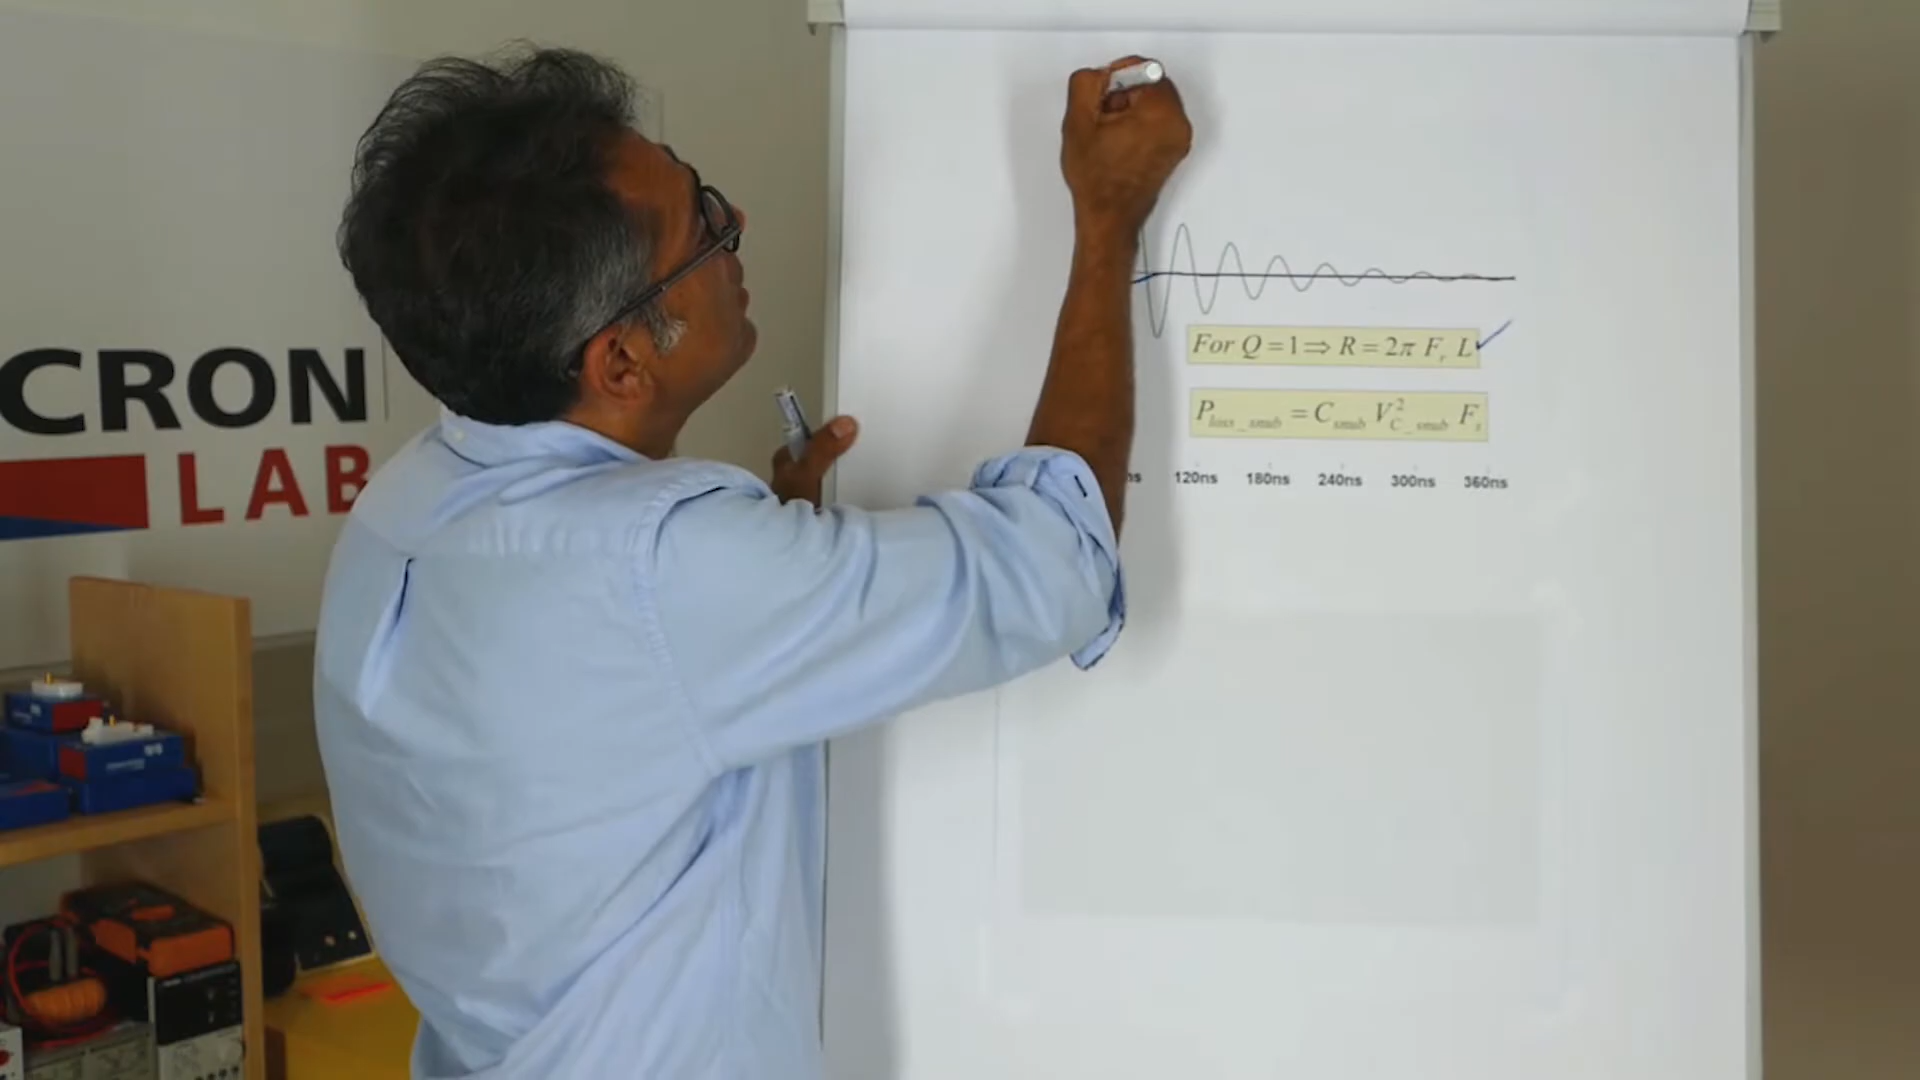 CRON
LAB
For Q = 1 ⇒ R = 2π F_r L
P_loss_snub = C_snub V²_C_snub F_s
120ns 180ns 240ns 300ns 360ns